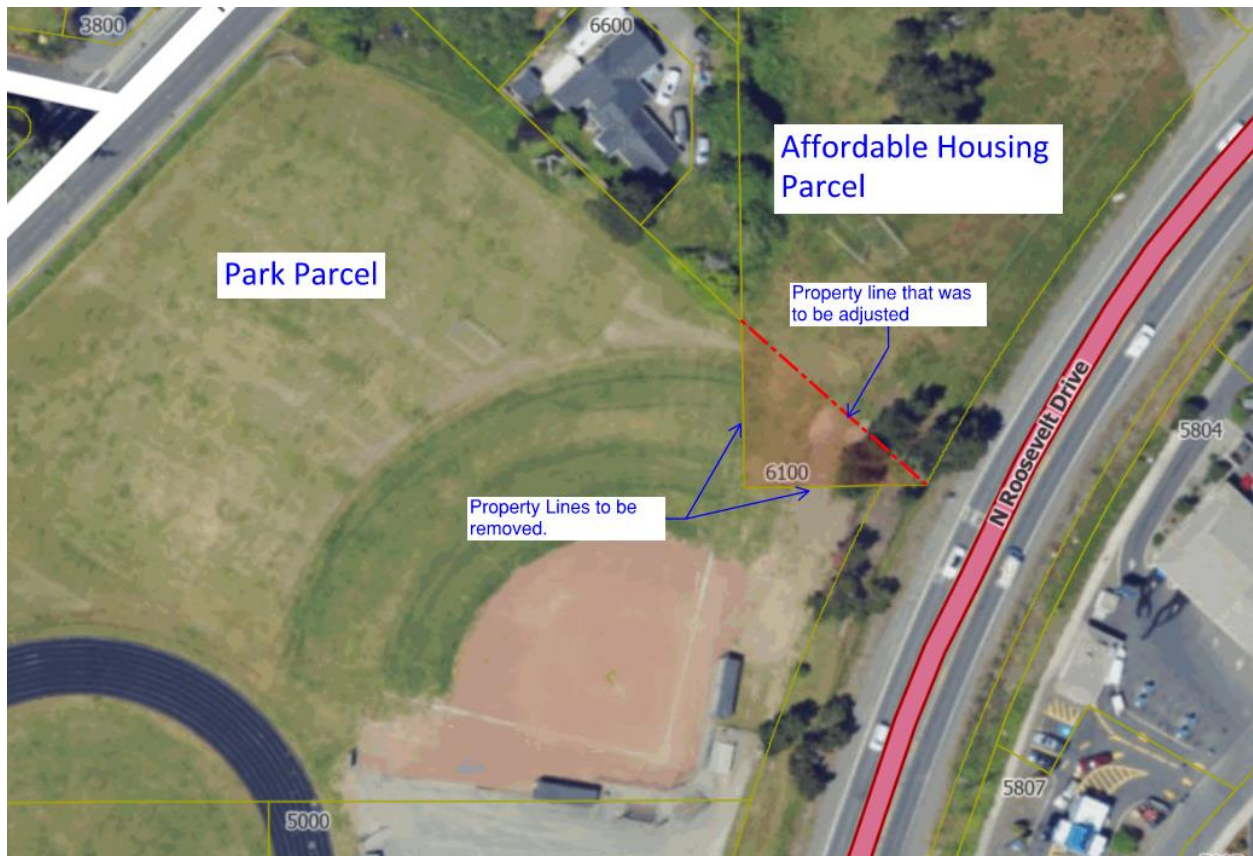 3800
6600
Affordable Housing
Parcel
Park Parcel
Property line that was
to be adjusted
5804
6100
N Roosevelt Drive
Property Lines to be
removed.
5807
5000